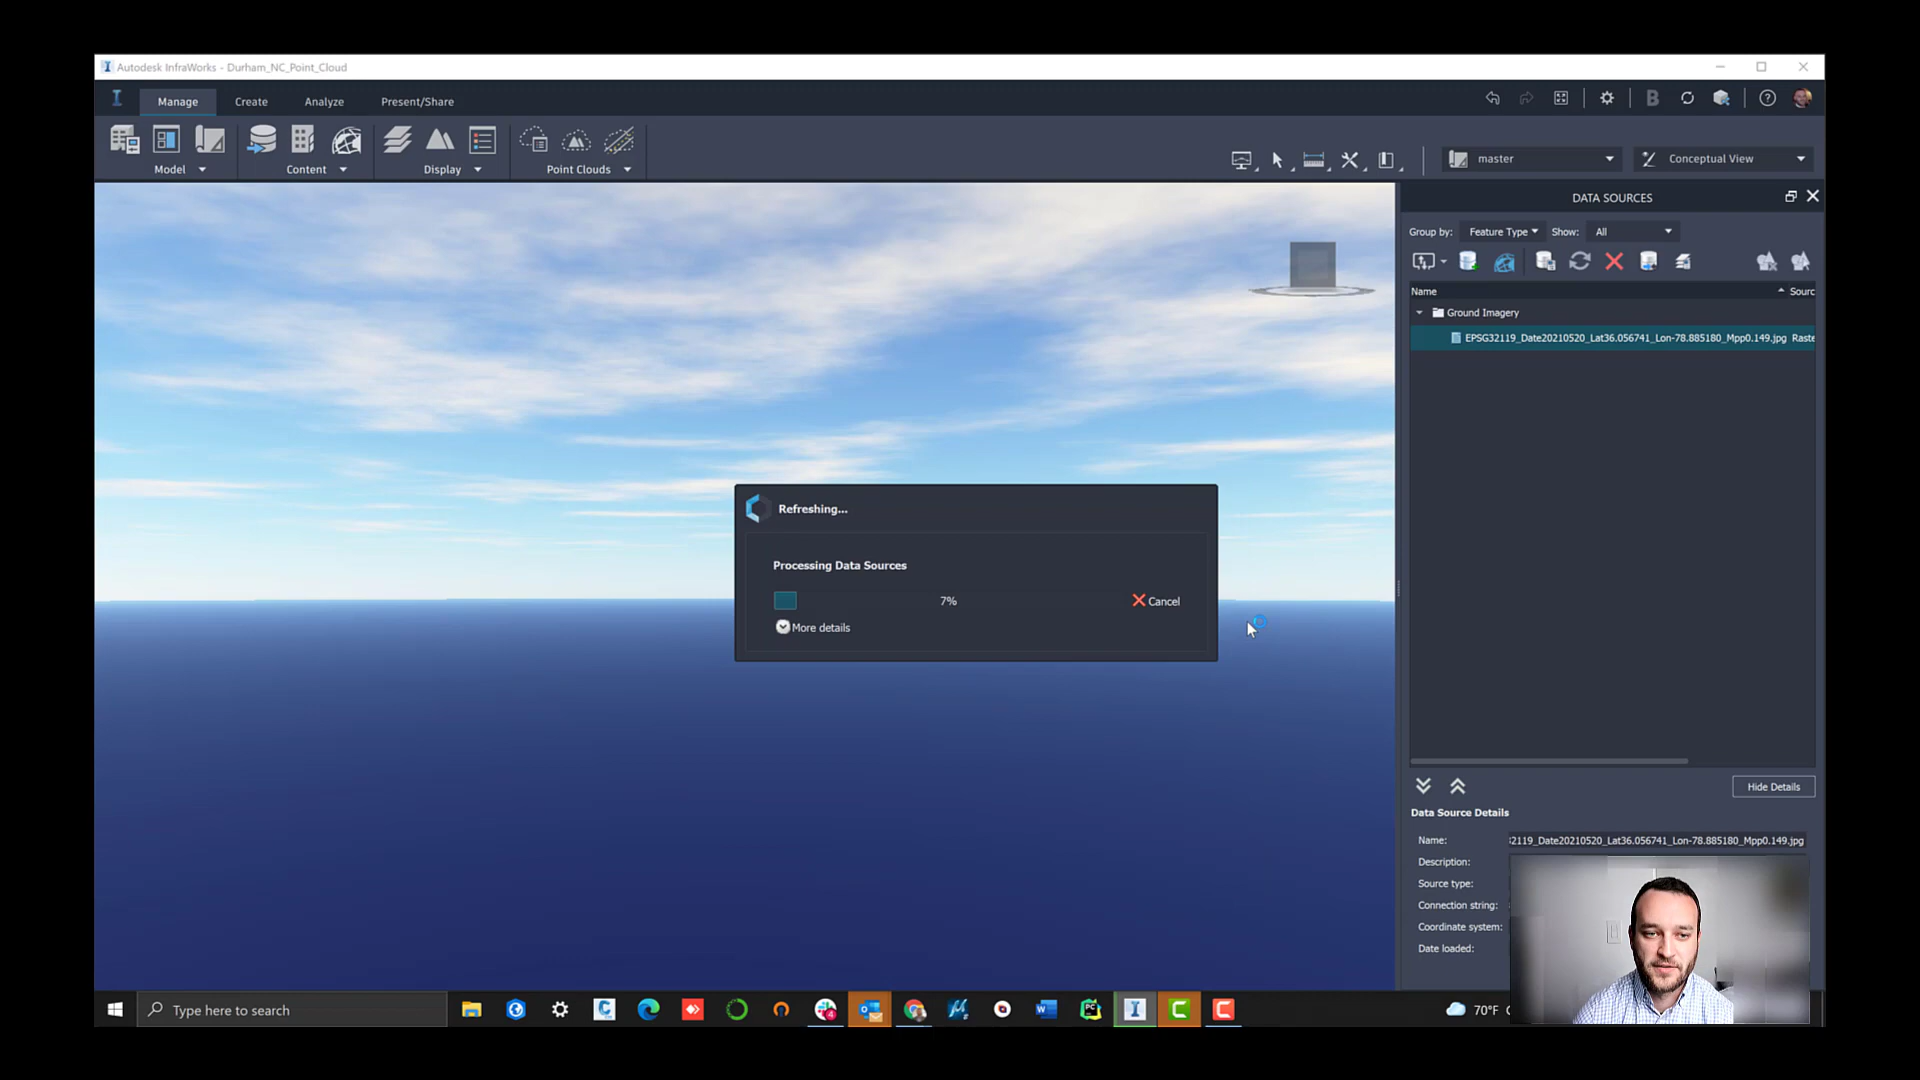 Autodesk InfraWorks - Durham_NC_Point_Cloud
Manage Create Analyze Present/Share
Model Content Display Point Clouds
master Conceptual View
DATA SOURCES
Group by: Feature Type Show: All
Name Sourc
Ground Imagery
EPSG32119_Date20210520_Lat36.056741_Lon-78.885180_Mpp0.149.jpg Raste
Refreshing...
Processing Data Sources
7% Cancel
More details
Hide Details
Data Source Details
Name: 32119_Date20210520_Lat36.056741_Lon-78.885180_Mpp0.149.jpg
Description:
Source type:
Connection string:
Coordinate system:
Date loaded:
Type here to search
70°F